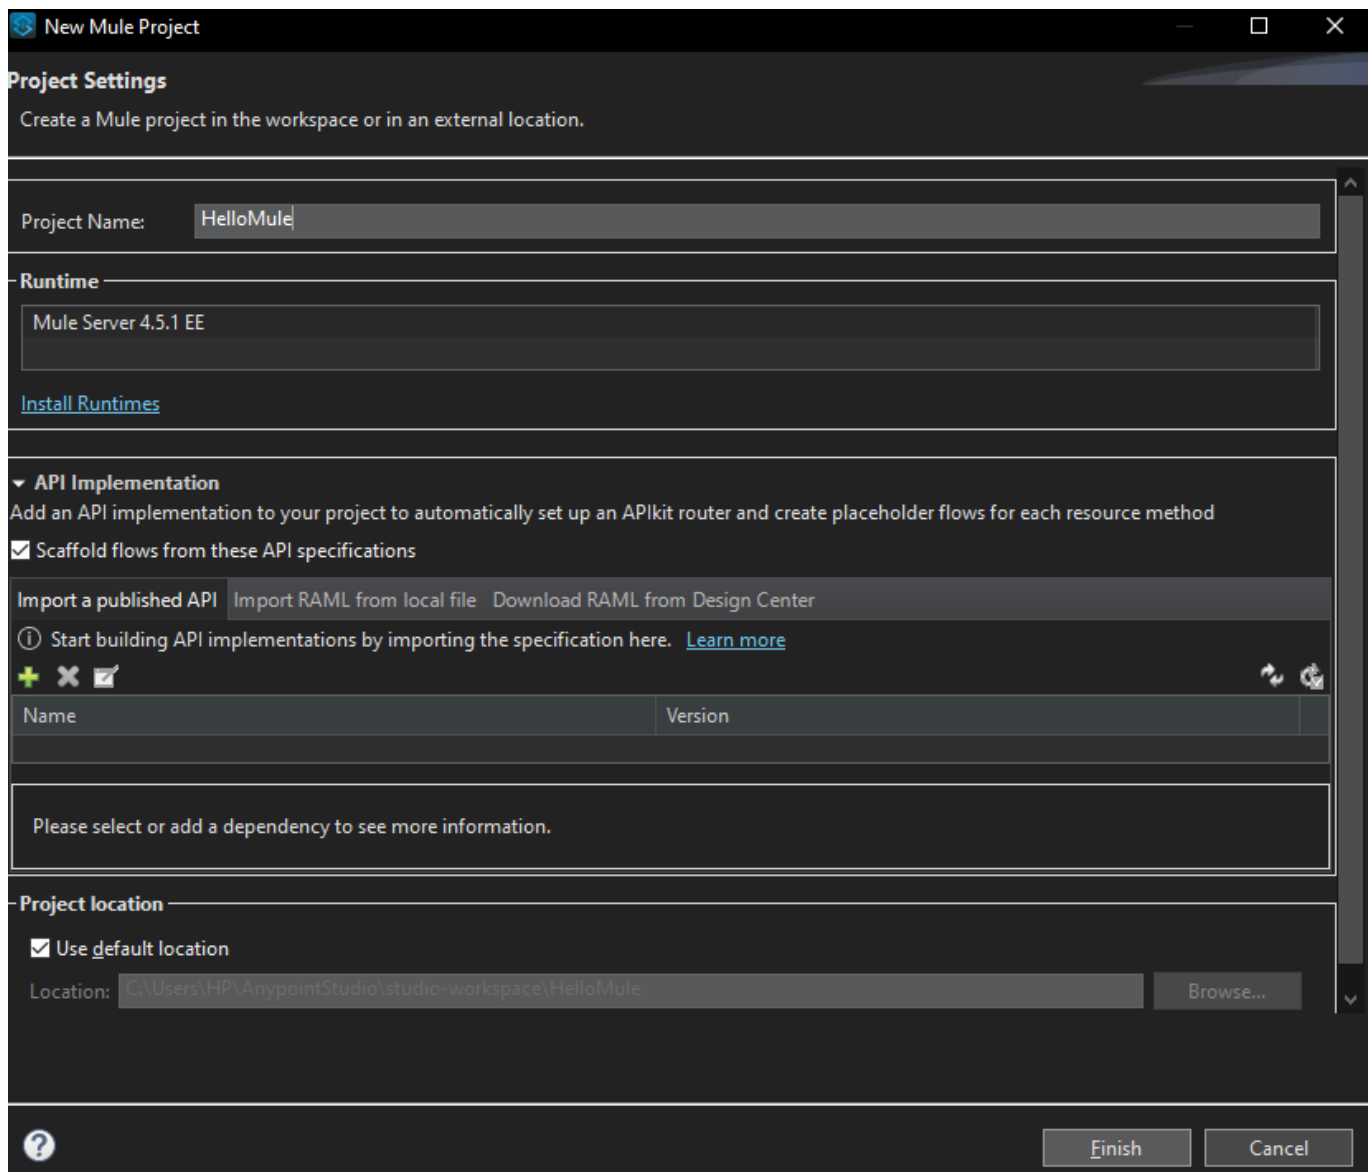 New Mule Project
Project Settings
Create a Mule project in the workspace or in an external location.
Project Name: HelloMule
Runtime
Mule Server 4.5.1 EE
Install Runtimes
API Implementation
Add an API implementation to your project to automatically set up an APIkit router and create placeholder flows for each resource method
Scaffold flows from these API specifications
Import a published API Import RAML from local file Download RAML from Design Center
Start building API implementations by importing the specification here. Learn more
Name Version
Please select or add a dependency to see more information.
Project location
Use default location
Location: C:\Users\HP\AnypointStudio\studio-workspace\HelloMule Browse...
Finish Cancel